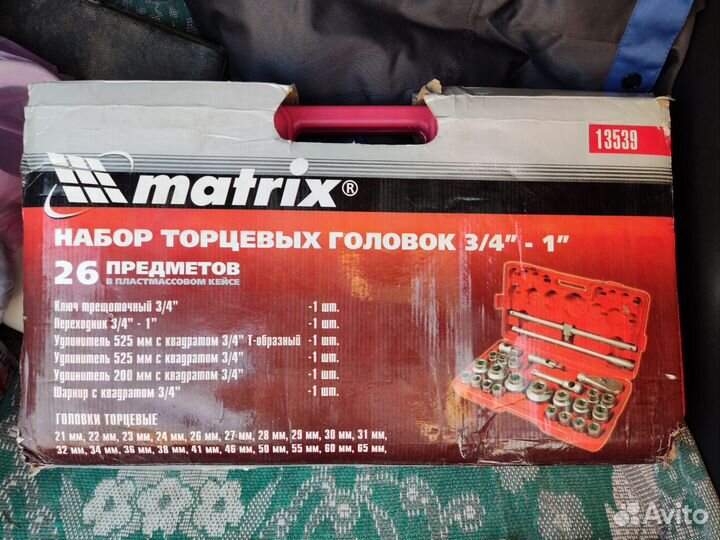 13539
matrix®
НАБОР ТОРЦЕВЫХ ГОЛОВОК 3/4" - 1"
26 ПРЕДМЕТОВ
В ПЛАСТМАССОВОМ КЕЙСЕ
Ключ трещоточный 3/4" -1 шт.
Переходник 3/4" - 1" -1 шт.
Удлинитель 525 мм с квадратом 3/4" Т-образный -1 шт.
Удлинитель 525 мм с квадратом 3/4" -1 шт.
Удлинитель 200 мм с квадратом 3/4" -1 шт.
Шарнир с квадратом 3/4" -1 шт.
ГОЛОВКИ ТОРЦЕВЫЕ
21 мм, 22 мм, 23 мм, 24 мм, 26 мм, 27 мм, 28 мм, 29 мм, 30 мм, 31 мм,
32 мм, 34 мм, 36 мм, 38 мм, 41 мм, 46 мм, 50 мм, 55 мм, 60 мм, 65 мм,
Avito